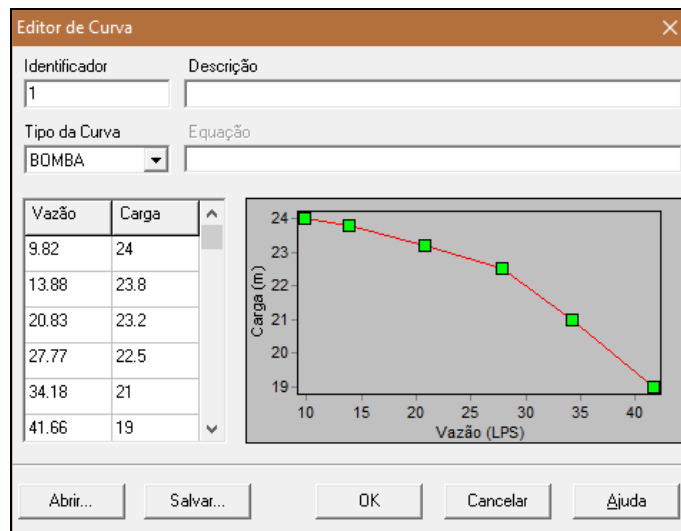 Editor de Curva
Identificador Descrição
1
Tipo da Curva Equação
BOMBA
Vazão Carga
9.82 24
13.88 23.8
20.83 23.2
27.77 22.5
34.18 21
41.66 19
24
23
22
21
20
19
Carga (m)
10 15 20 25 30 35 40
Vazão (LPS)
Abrir... Salvar... OK Cancelar Ajuda